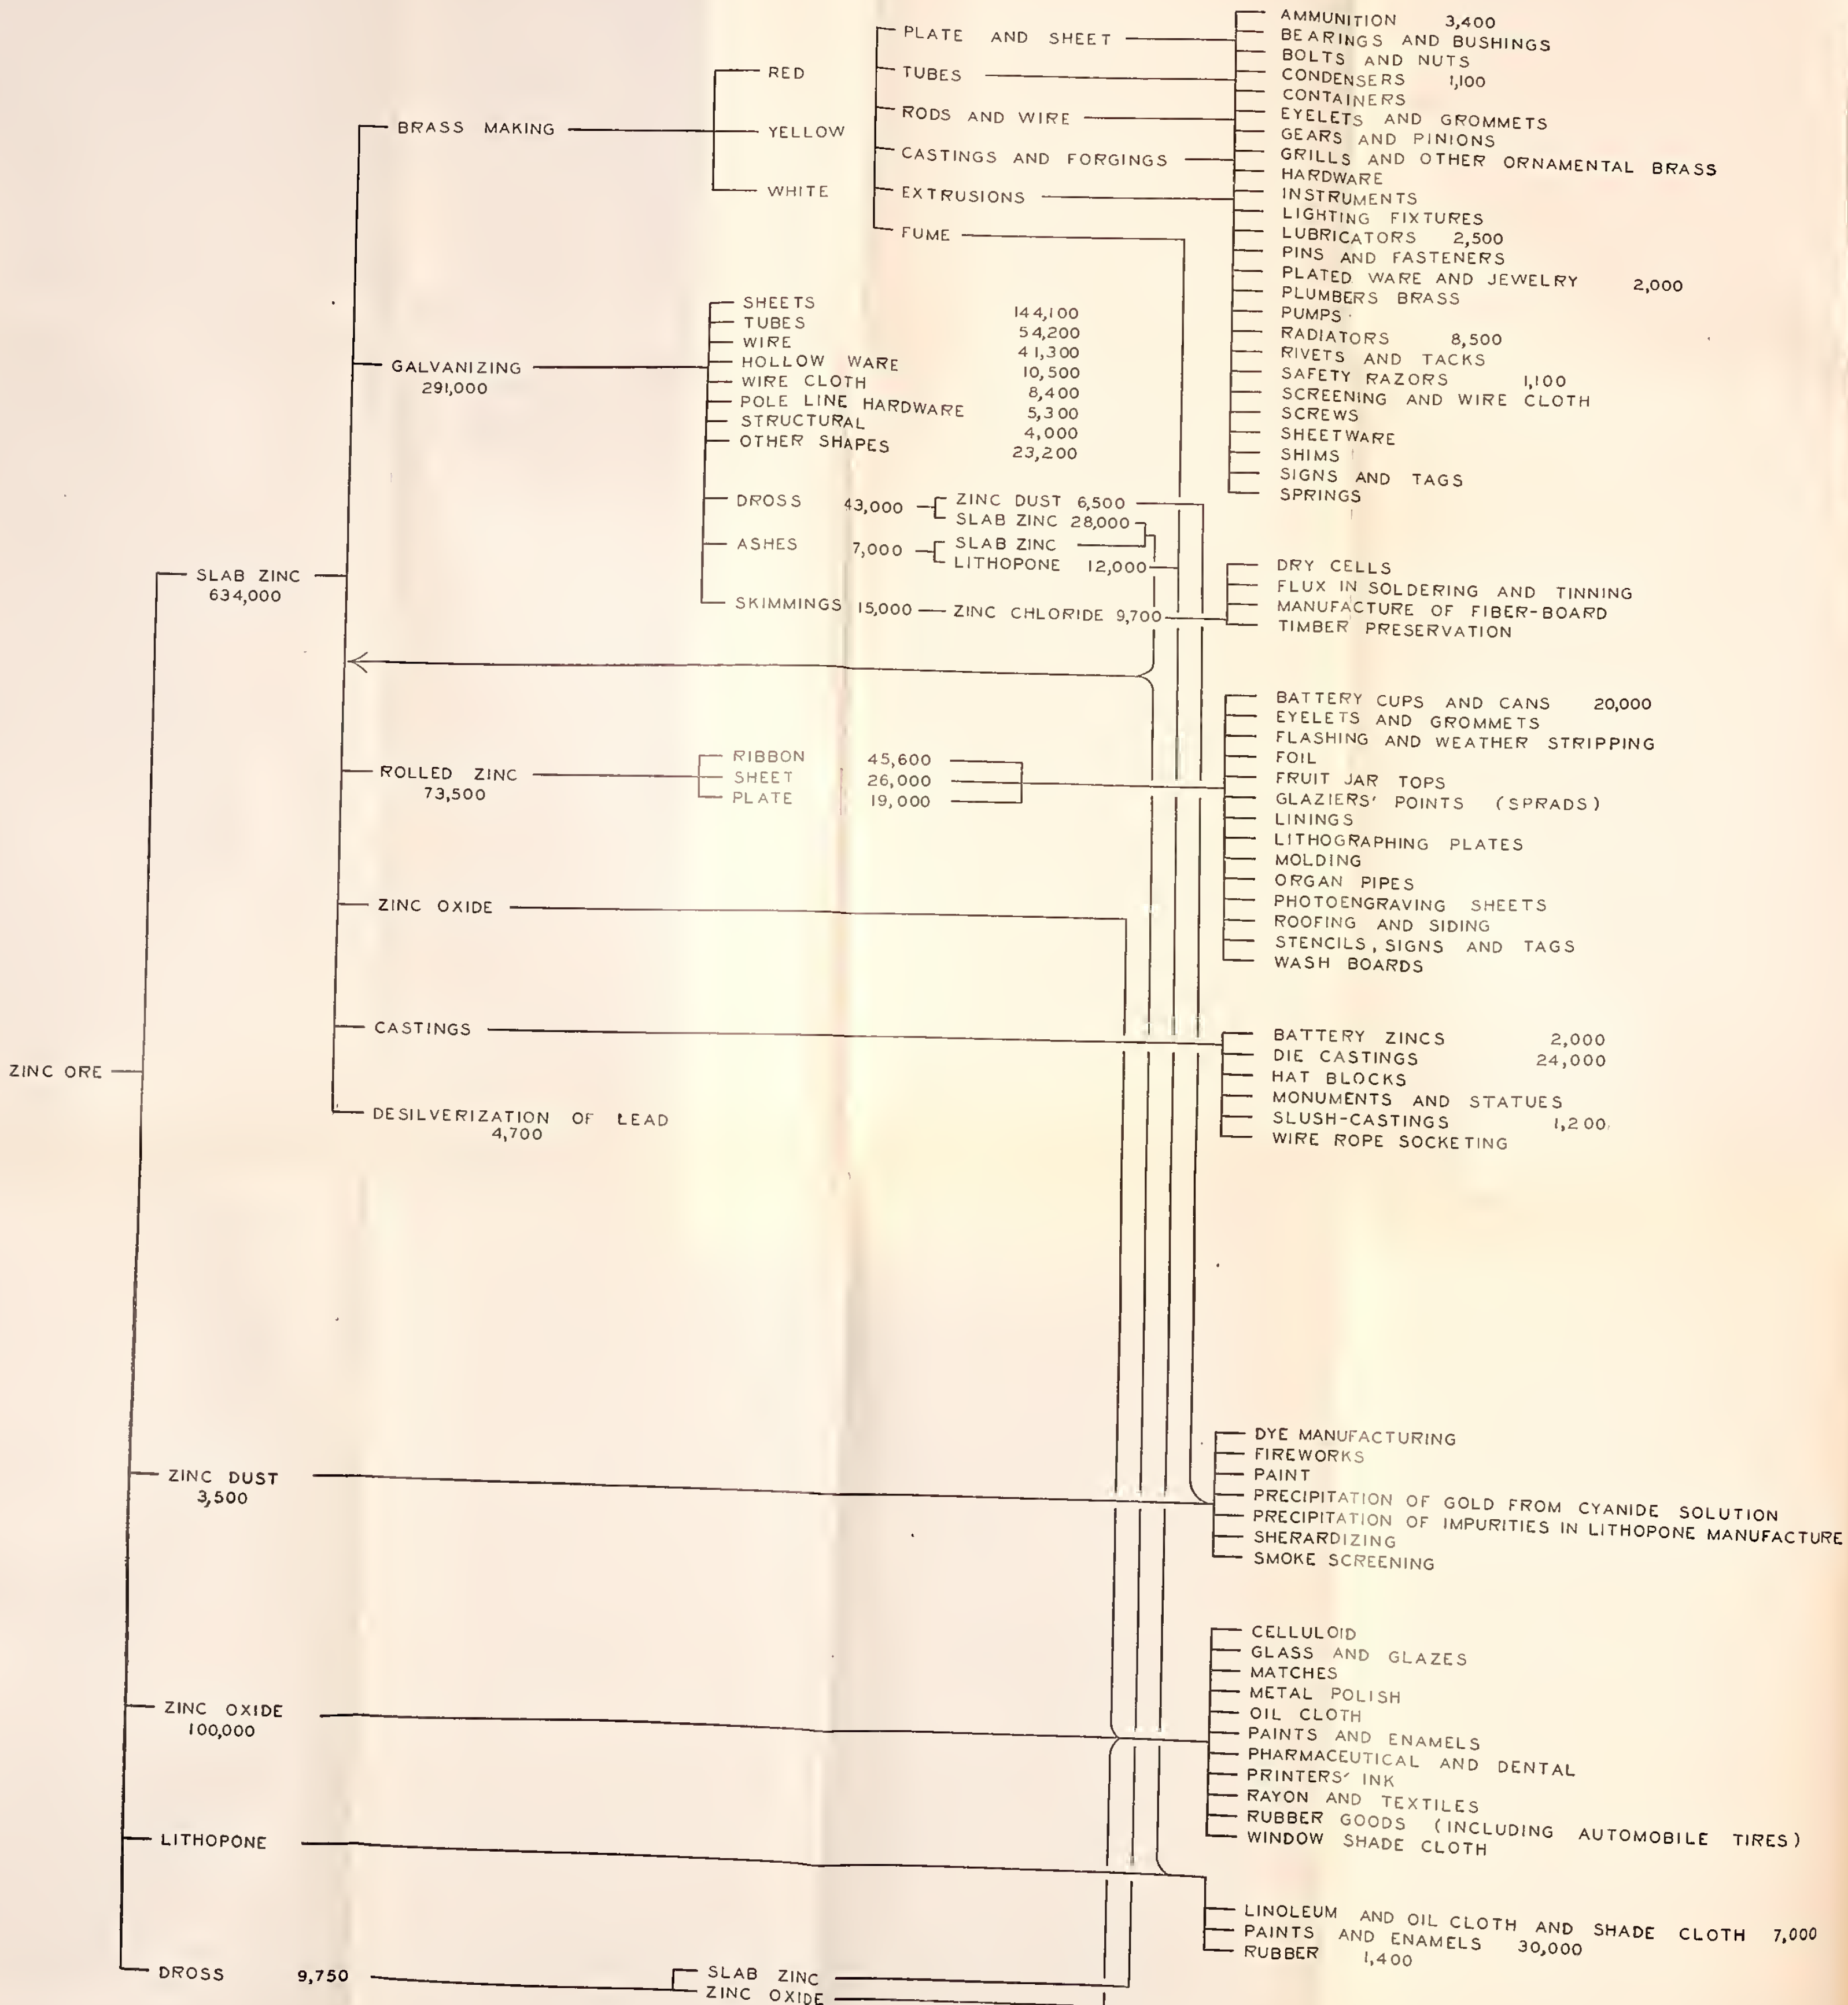 ZINC ORE
SLAB ZINC
634,000
BRASS MAKING
RED
YELLOW
WHITE
PLATE AND SHEET
TUBES
RODS AND WIRE
CASTINGS AND FORGINGS
EXTRUSIONS
FUME
AMMUNITION 3,400
BEARINGS AND BUSHINGS
BOLTS AND NUTS
CONDENSERS 1,100
CONTAINERS
EYELETS AND GROMMETS
GEARS AND PINIONS
GRILLS AND OTHER ORNAMENTAL BRASS
HARDWARE
INSTRUMENTS
LIGHTING FIXTURES
LUBRICATORS 2,500
PINS AND FASTENERS
PLATED WARE AND JEWELRY 2,000
PLUMBERS BRASS
PUMPS
RADIATORS 8,500
RIVETS AND TACKS
SAFETY RAZORS 1,100
SCREENING AND WIRE CLOTH
SCREWS
SHEETWARE
SHIMS
SIGNS AND TAGS
SPRINGS
GALVANIZING
291,000
SHEETS 144,100
TUBES 54,200
WIRE 41,300
HOLLOW WARE 10,500
WIRE CLOTH 8,400
POLE LINE HARDWARE 5,300
STRUCTURAL 4,000
OTHER SHAPES 23,200
DROSS 43,000
ZINC DUST 6,500
SLAB ZINC 28,000
ASHES 7,000
SLAB ZINC
LITHOPONE 12,000
SKIMMINGS 15,000 ZINC CHLORIDE 9,700
DRY CELLS
FLUX IN SOLDERING AND TINNING
MANUFACTURE OF FIBER-BOARD
TIMBER PRESERVATION
ROLLED ZINC
73,500
RIBBON 45,600
SHEET 26,000
PLATE 19,000
BATTERY CUPS AND CANS 20,000
EYELETS AND GROMMETS
FLASHING AND WEATHER STRIPPING
FOIL
FRUIT JAR TOPS
GLAZIERS' POINTS (SPRADS)
LININGS
LITHOGRAPHING PLATES
MOLDING
ORGAN PIPES
PHOTOENGRAVING SHEETS
ROOFING AND SIDING
STENCILS, SIGNS AND TAGS
WASH BOARDS
ZINC OXIDE
CASTINGS
BATTERY ZINCS 2,000
DIE CASTINGS 24,000
HAT BLOCKS
MONUMENTS AND STATUES
SLUSH-CASTINGS 1,200
WIRE ROPE SOCKETING
DESILVERIZATION OF LEAD
4,700
ZINC DUST
3,500
DYE MANUFACTURING
FIREWORKS
PAINT
PRECIPITATION OF GOLD FROM CYANIDE SOLUTION
PRECIPITATION OF IMPURITIES IN LITHOPONE MANUFACTURE
SHERARDIZING
SMOKE SCREENING
ZINC OXIDE
100,000
CELLULOID
GLASS AND GLAZES
MATCHES
METAL POLISH
OIL CLOTH
PAINTS AND ENAMELS
PHARMACEUTICAL AND DENTAL
PRINTERS' INK
RAYON AND TEXTILES
RUBBER GOODS (INCLUDING AUTOMOBILE TIRES)
WINDOW SHADE CLOTH
LITHOPONE
LINOLEUM AND OIL CLOTH AND SHADE CLOTH 7,000
PAINTS AND ENAMELS 30,000
RUBBER 1,400
DROSS 9,750
SLAB ZINC
ZINC OXIDE